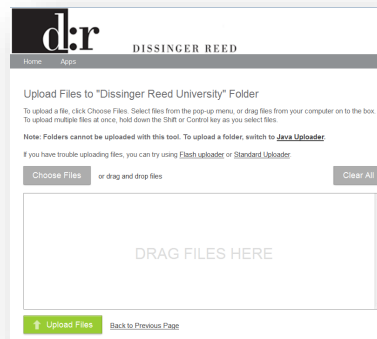 d:r
DISSINGER REED
Home Apps
Upload Files to "Dissinger Reed University" Folder
To upload a file, click Choose Files. Select files from the pop-up menu, or drag files from your computer on to the box.
To upload multiple files at once, hold down the Shift or Control key as you select files.
Note: Folders cannot be uploaded with this tool. To upload a folder, switch to Java Uploader.
If you have trouble uploading files, you can try using Flash uploader or Standard Uploader.
Choose Files or drag and drop files Clear All
DRAG FILES HERE
Upload Files Back to Previous Page